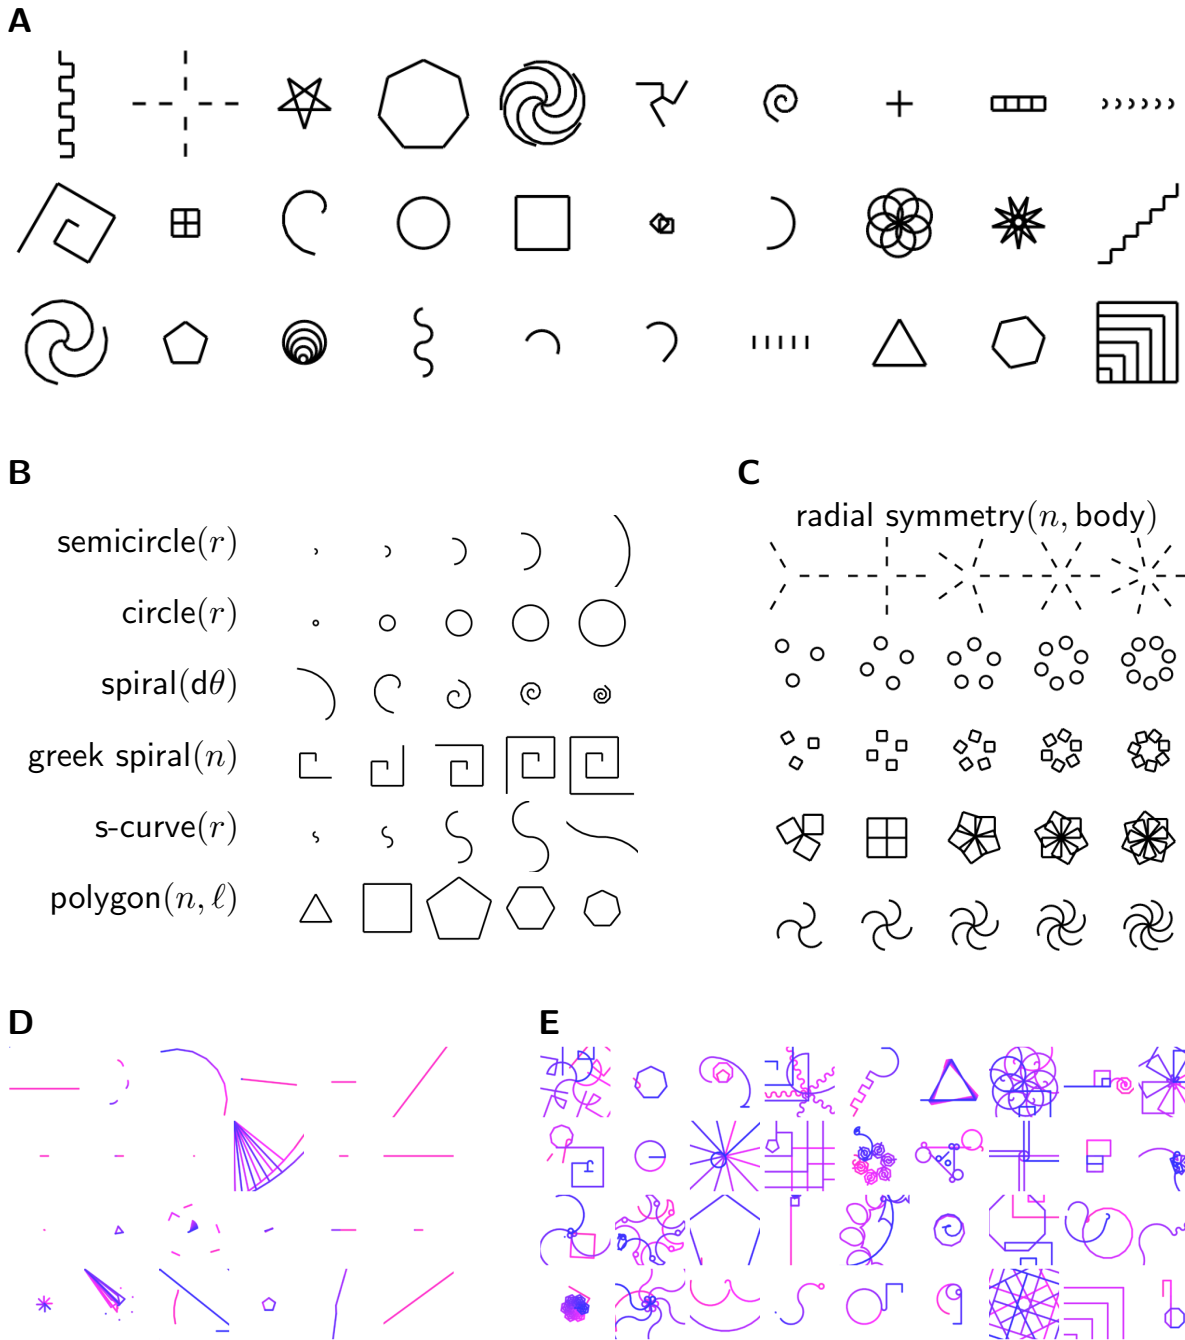 A
B
semicircle(r)
circle(r)
spiral(dθ)
greek spiral(n)
s-curve(r)
polygon(n, ℓ)
C
radial symmetry(n, body)
D
E